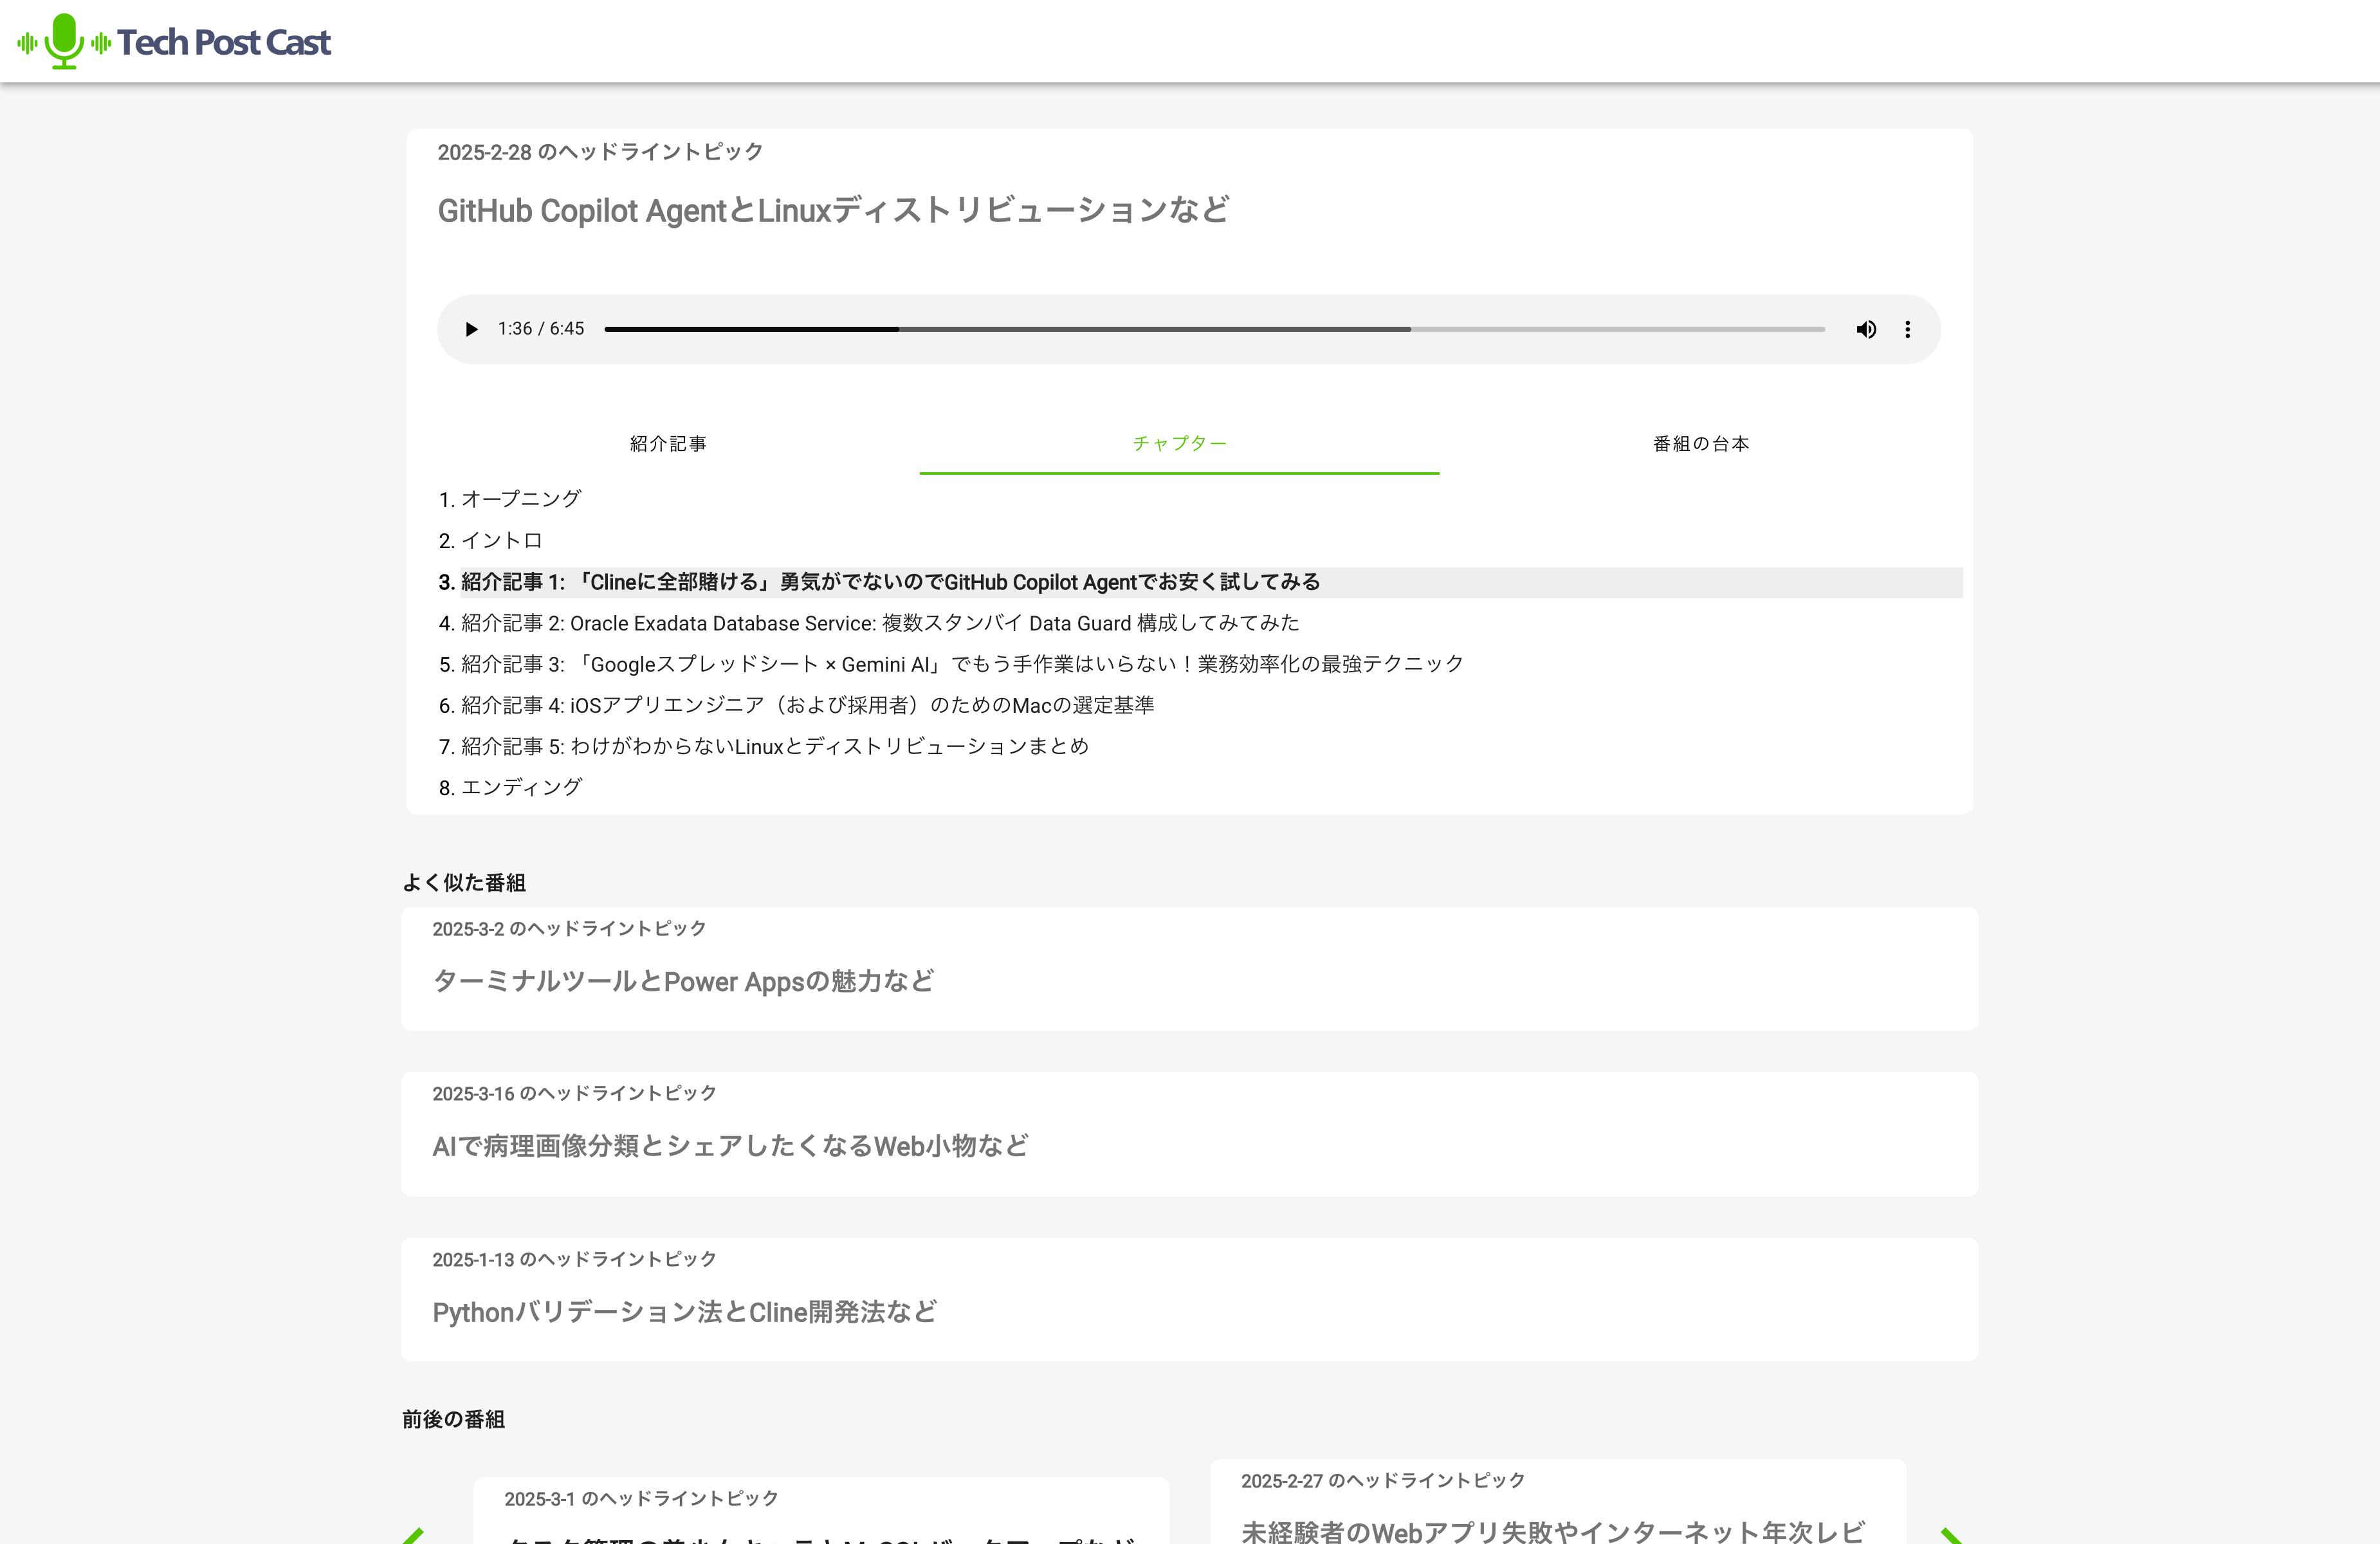 Tech Post Cast
2025-2-28 のヘッドライントピック
GitHub Copilot AgentとLinuxディストリビューションなど
1:36 / 6:45
紹介記事
チャプター
番組の台本
1. オープニング
2. イントロ
3. 紹介記事 1: 「Clineに全部賭ける」勇気がでないのでGitHub Copilot Agentでお安く試してみる
4. 紹介記事 2: Oracle Exadata Database Service: 複数スタンバイ Data Guard 構成してみてみた
5. 紹介記事 3: 「Googleスプレッドシート × Gemini AI」でもう手作業はいらない！業務効率化の最強テクニック
6. 紹介記事 4: iOSアプリエンジニア（および採用者）のためのMacの選定基準
7. 紹介記事 5: わけがわからないLinuxとディストリビューションまとめ
8. エンディング
よく似た番組
2025-3-2 のヘッドライントピック
ターミナルツールとPower Appsの魅力など
2025-3-16 のヘッドライントピック
AIで病理画像分類とシェアしたくなるWeb小物など
2025-1-13 のヘッドライントピック
Pythonバリデーション法とCline開発法など
前後の番組
2025-3-1 のヘッドライントピック
2025-2-27 のヘッドライントピック
未経験者のWebアプリ失敗やインターネット年次レビ